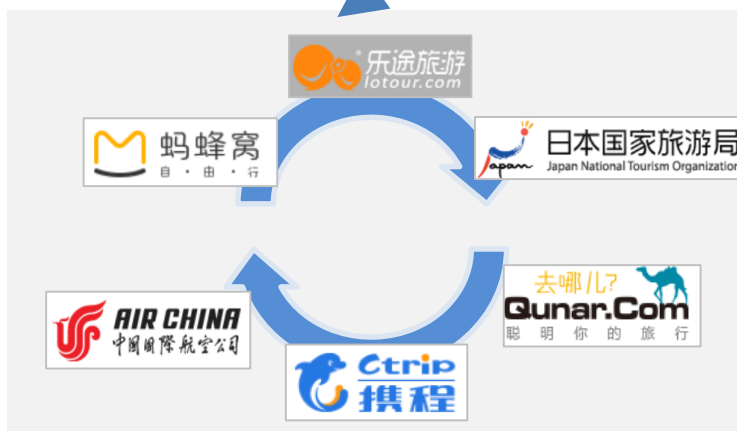 乐途旅游
lotour.com
蚂蜂窝
自·由·行
日本国家旅游局
Japan
Japan National Tourism Organization
去哪儿?
Qunar.Com
聪明你的旅行
AIR CHINA
中国国际航空公司
Ctrip
携程